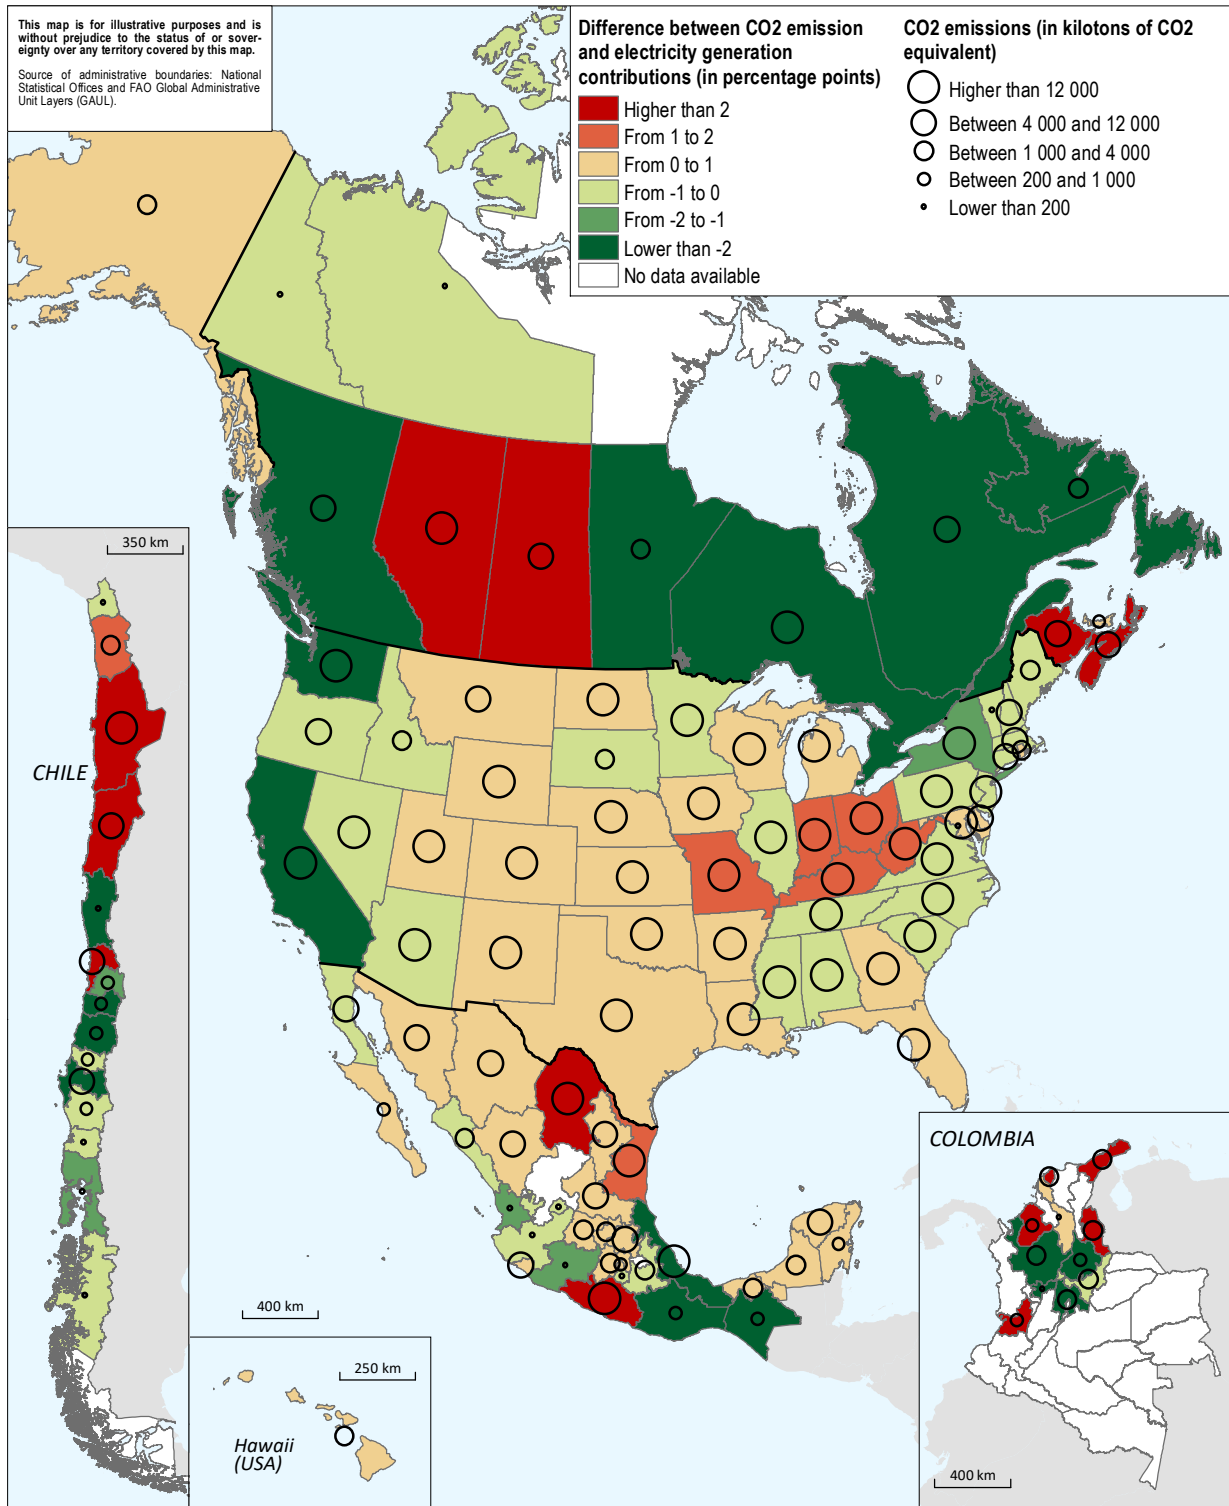 This map is for illustrative purposes and is
without prejudice to the status of or sover-
eignty over any territory covered by this map.
Source of administrative boundaries: National
Statistical Offices and FAO Global Administrative
Unit Layers (GAUL).
Difference between CO2 emission
and electricity generation
contributions (in percentage points)
Higher than 2
From 1 to 2
From 0 to 1
From -1 to 0
From -2 to -1
Lower than -2
No data available
CO2 emissions (in kilotons of CO2
equivalent)
Higher than 12 000
Between 4 000 and 12 000
Between 1 000 and 4 000
Between 200 and 1 000
Lower than 200
350 km
CHILE
400 km
250 km
Hawaii
(USA)
COLOMBIA
400 km